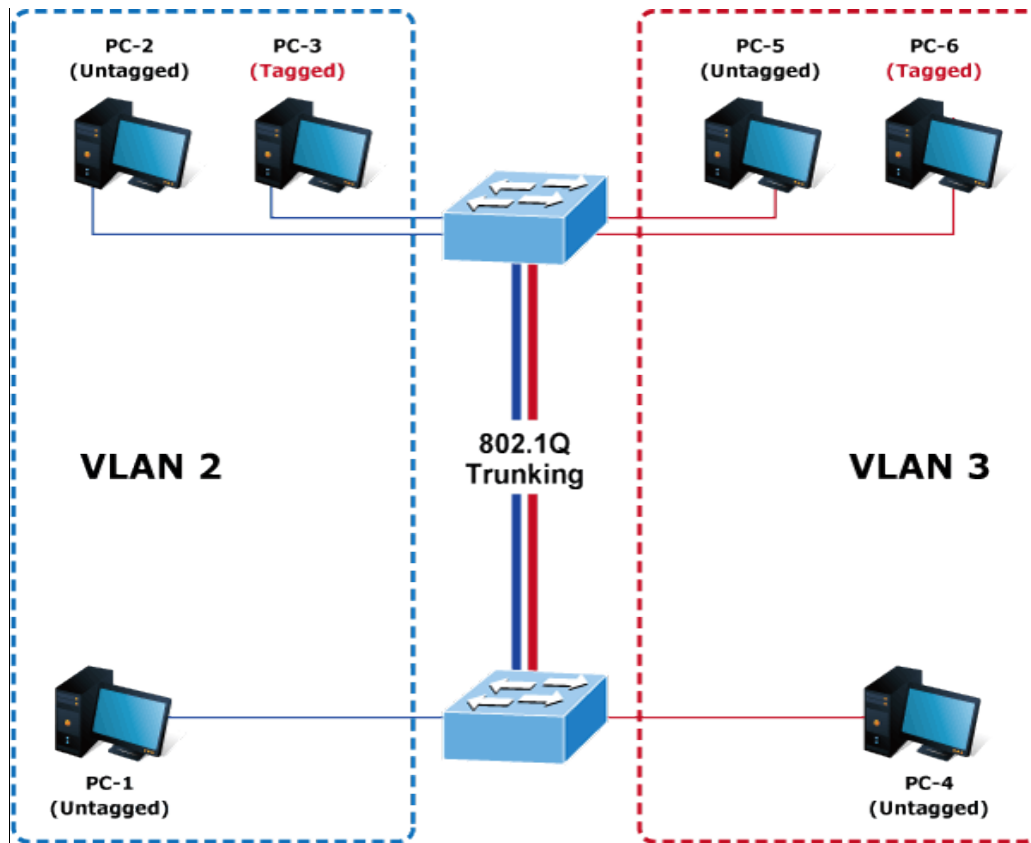 PC-2
(Untagged)
PC-3
(Tagged)
PC-5
(Untagged)
PC-6
(Tagged)
802.1Q
Trunking
VLAN 2
VLAN 3
PC-1
(Untagged)
PC-4
(Untagged)